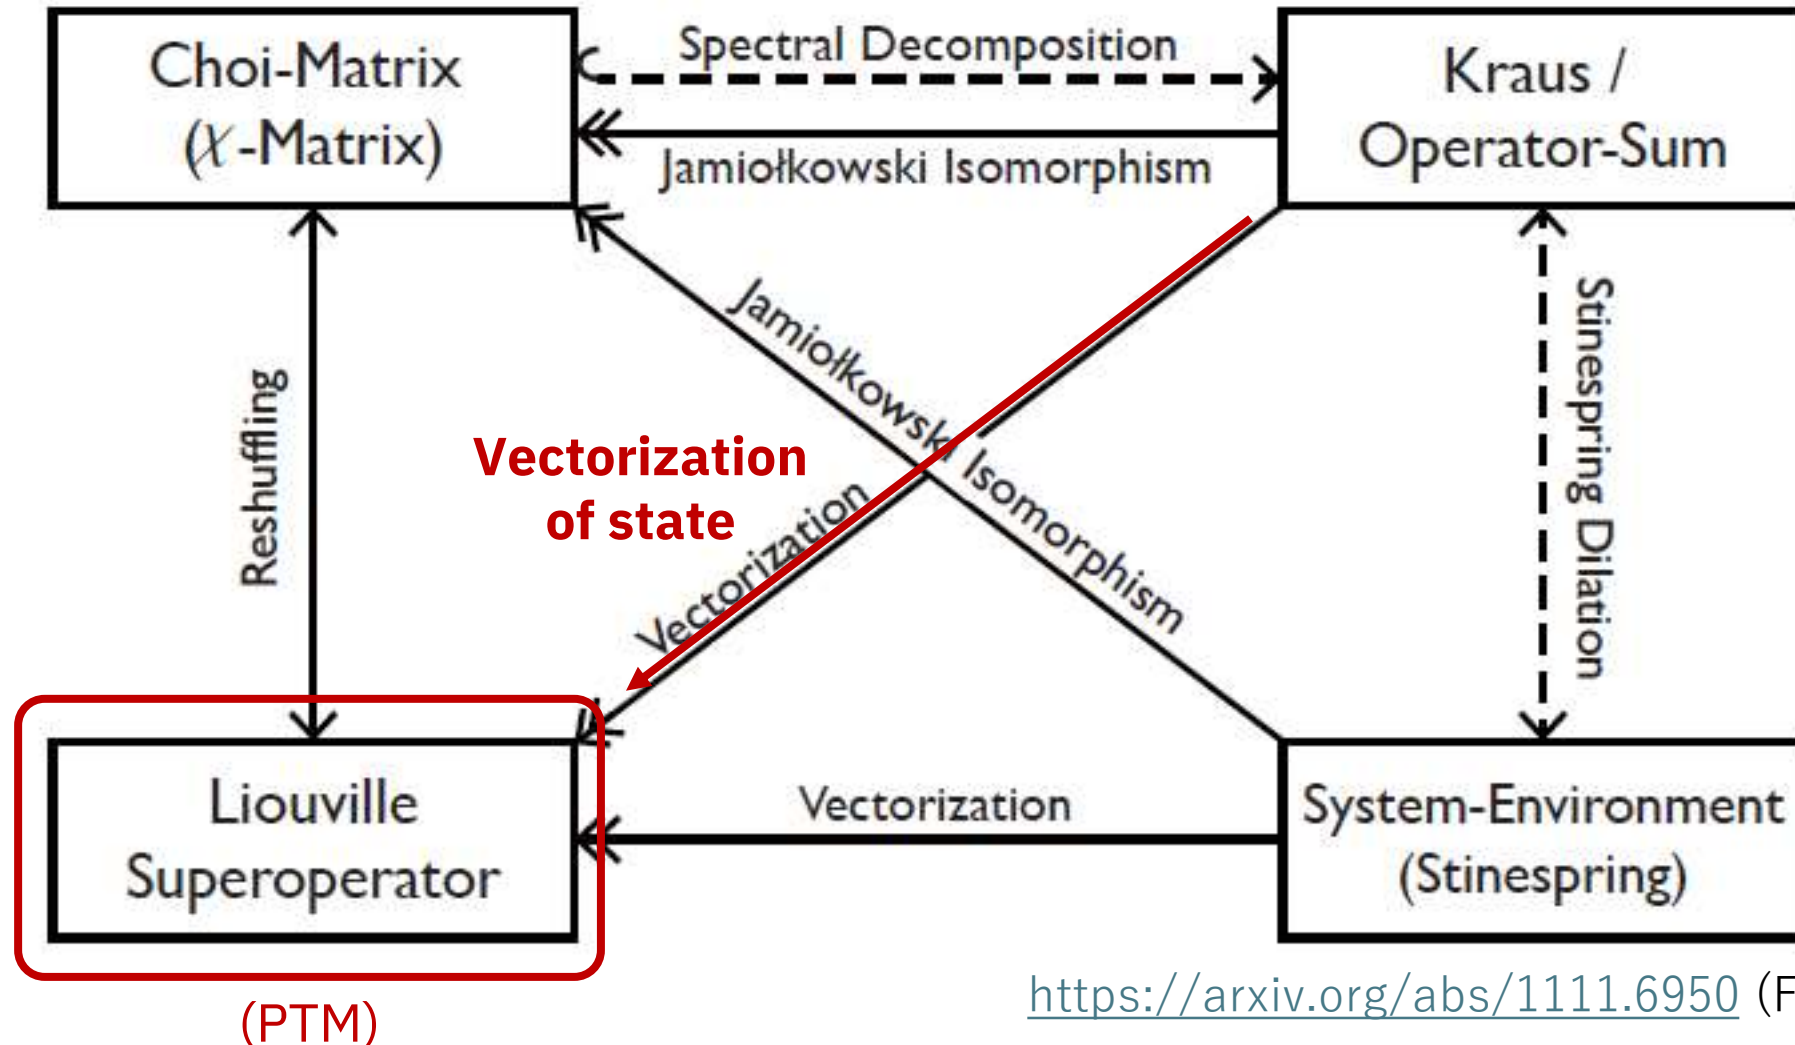 Choi-Matrix
(χ-Matrix)
Spectral Decomposition
Jamiołkowski Isomorphism
Kraus /
Operator-Sum
Reshuffling
Vectorization
of state
Jamiołkowski Isomorphism
Vectorization
Stinespring Dilation
Liouville
Superoperator
Vectorization
System-Environment
(Stinespring)
(PTM)
https://arxiv.org/abs/1111.6950 (F